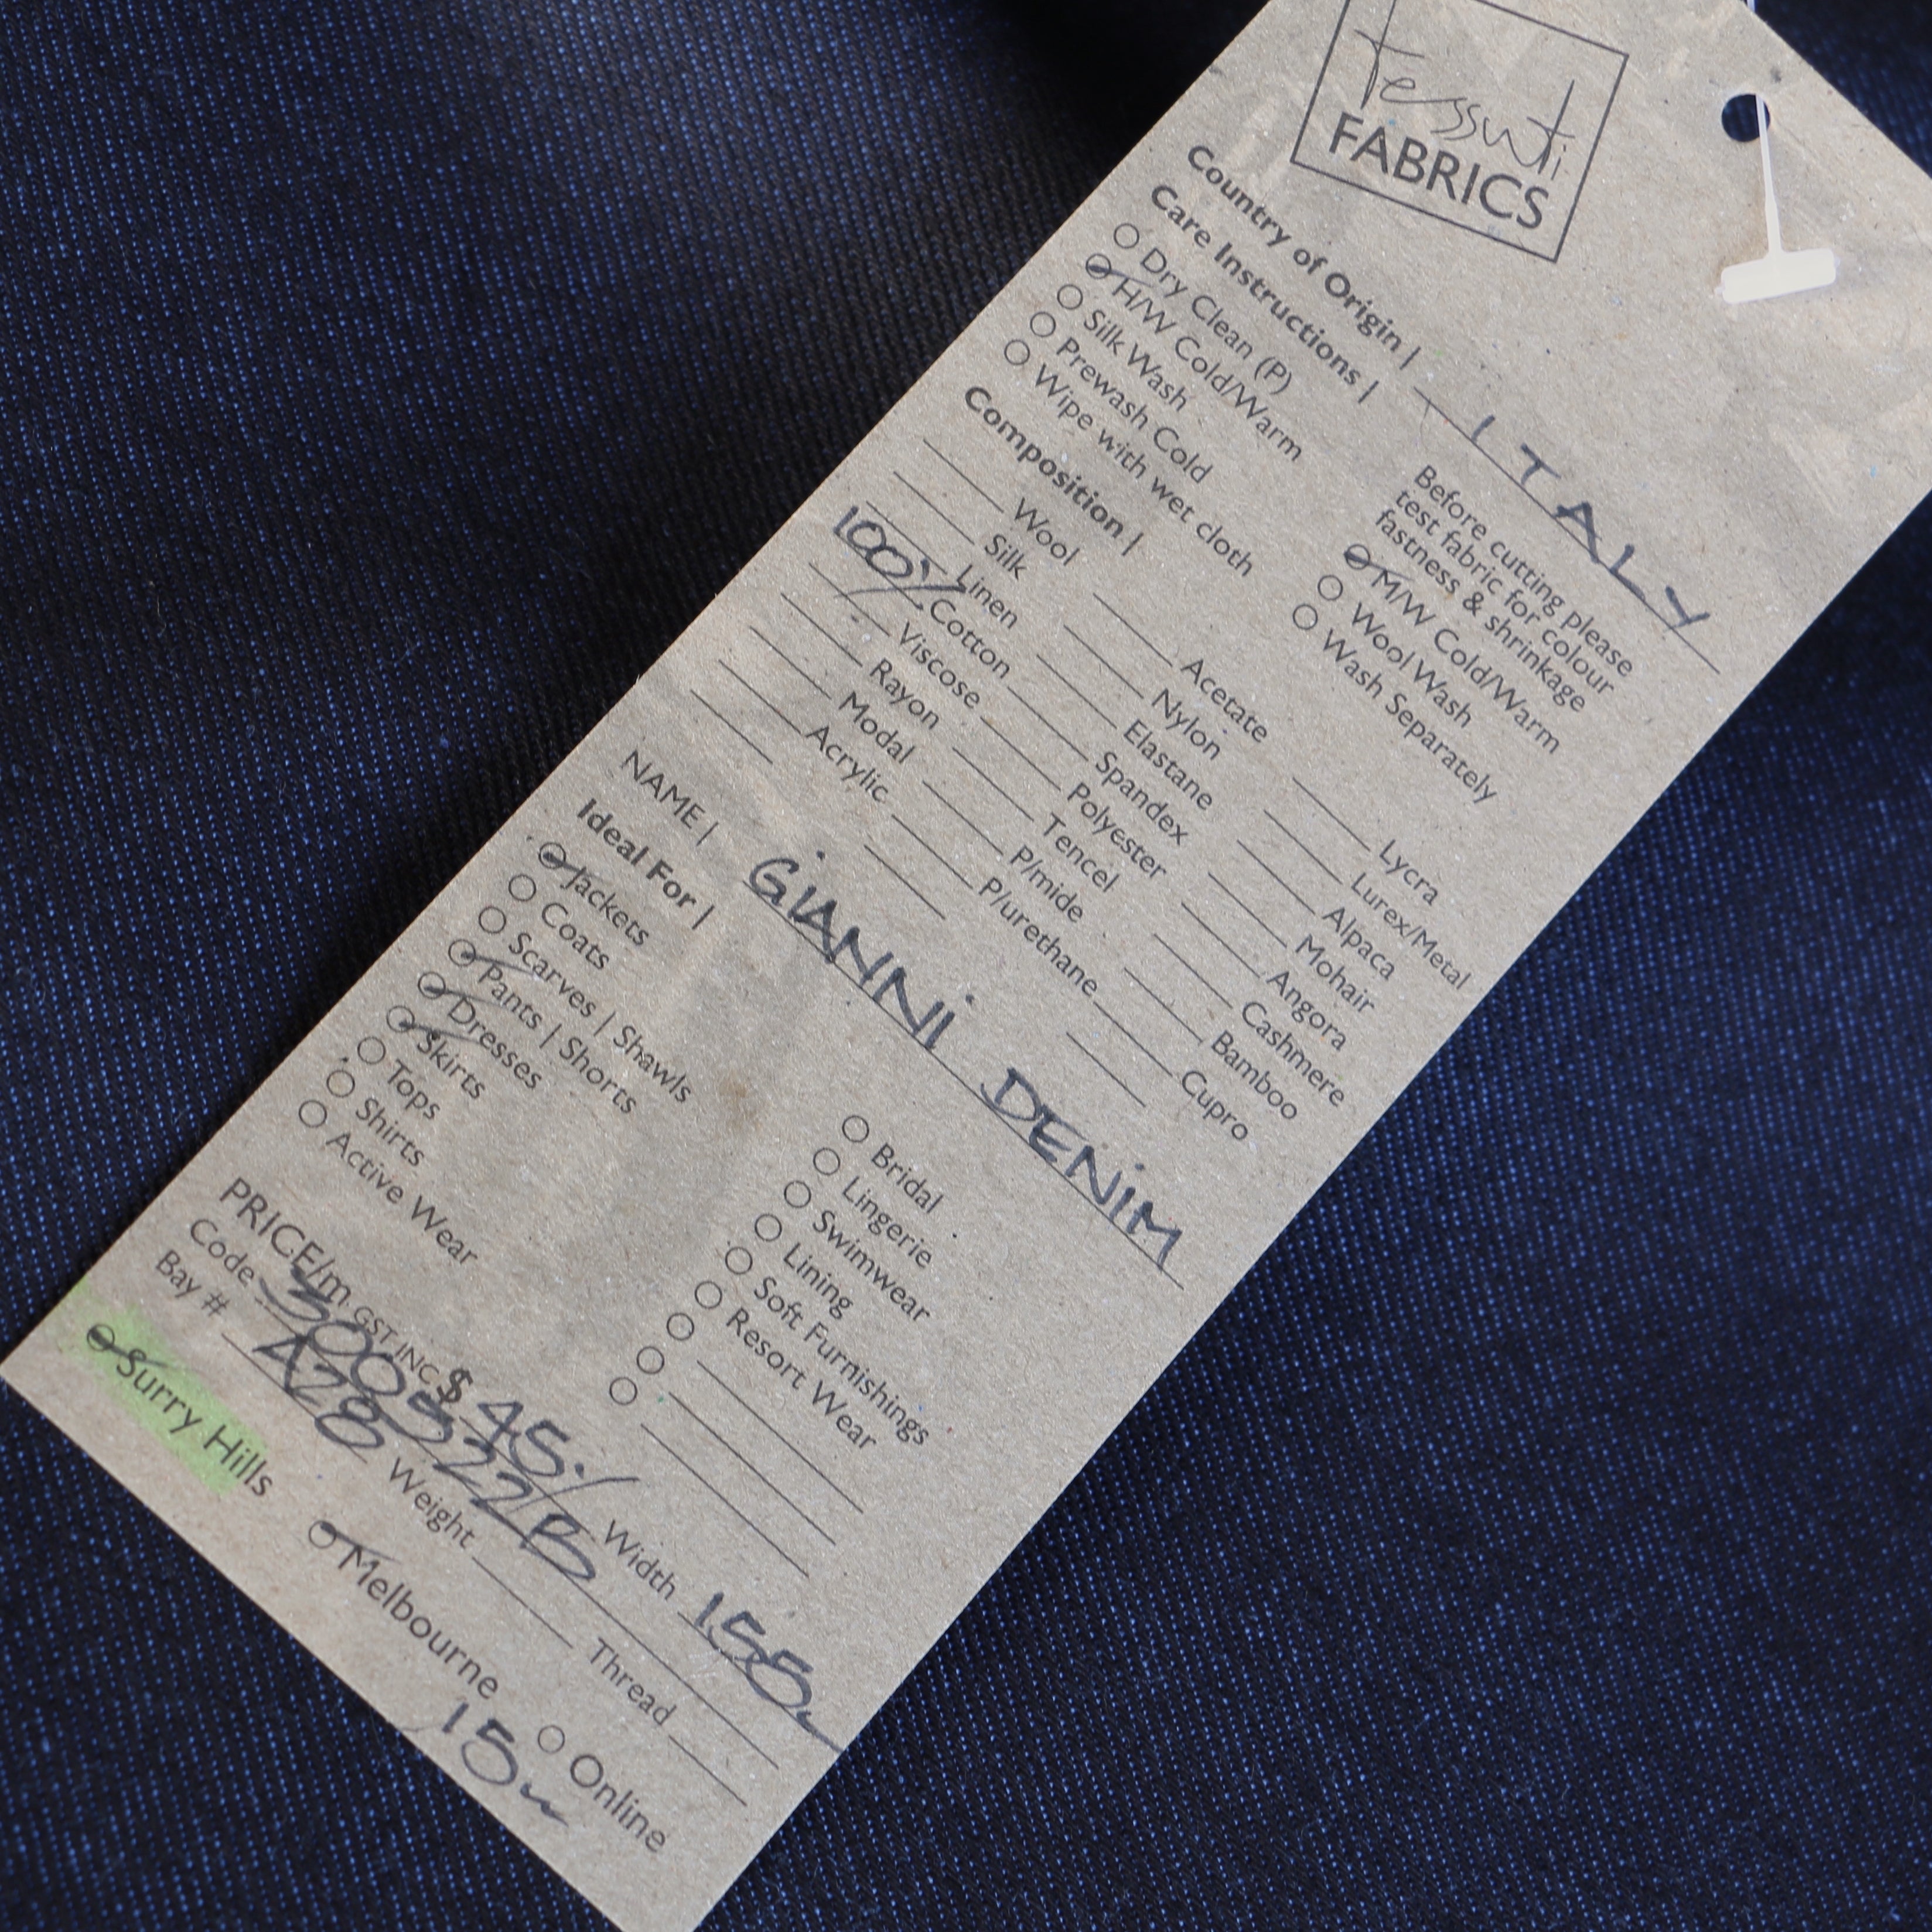 tessuti
FABRICS
Country of Origin | ITALY
Care Instructions |
Before cutting please
test fabric for colour
fastness & shrinkage
Dry Clean (P)
H/W Cold/Warm
Silk Wash
Prewash Cold
Wipe with wet cloth
M/W Cold/Warm
Wool Wash
Wash Separately
Composition |
Wool
Silk
Linen
100% Cotton
Viscose
Rayon
Modal
Acrylic
Acetate
Nylon
Elastane
Spandex
Polyester
Tencel
P/mide
P/urethane
Lycra
Lurex/Metal
Alpaca
Mohair
Angora
Cashmere
Bamboo
Cupro
NAME | GIANNI DENIM
Ideal For |
Jackets
Coats
Scarves | Shawls
Pants | Shorts
Dresses
Skirts
Tops
Shirts
Active Wear
Bridal
Lingerie
Swimwear
Lining
Soft Furnishings
Resort Wear
PRICE/m GST INC $ 45
Code
Width 155
Bay # A28 Weight Thread
Surry Hills Melbourne Online
15